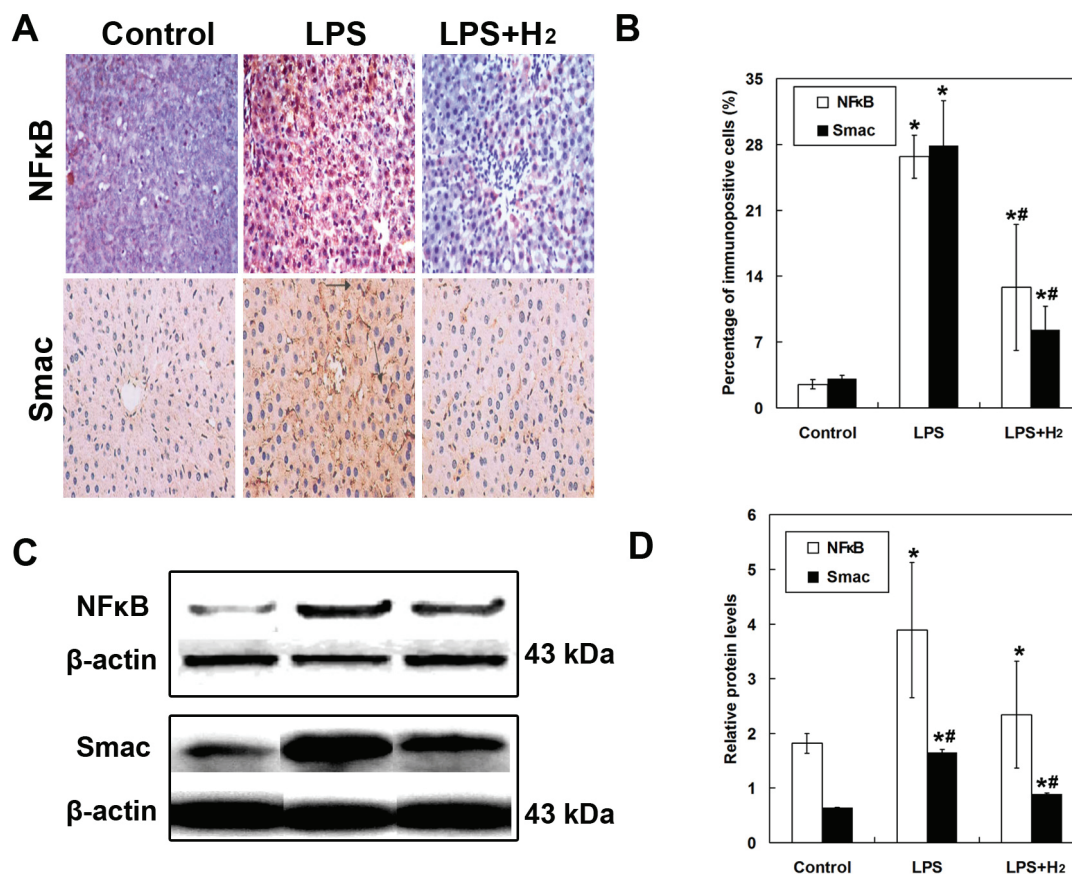 A
Control LPS LPS+H2
NFκB
Smac
B
Percentage of immunopositive cells (%)
35
28
21
14
7
0
NFκB
Smac
*
*
*#
*#
Control LPS LPS+H2
C
NFκB
β-actin 43 kDa
Smac
β-actin 43 kDa
D
Relative protein levels
6
5
4
3
2
1
0
NFκB
Smac
*
*#
*
*#
Control LPS LPS+H2